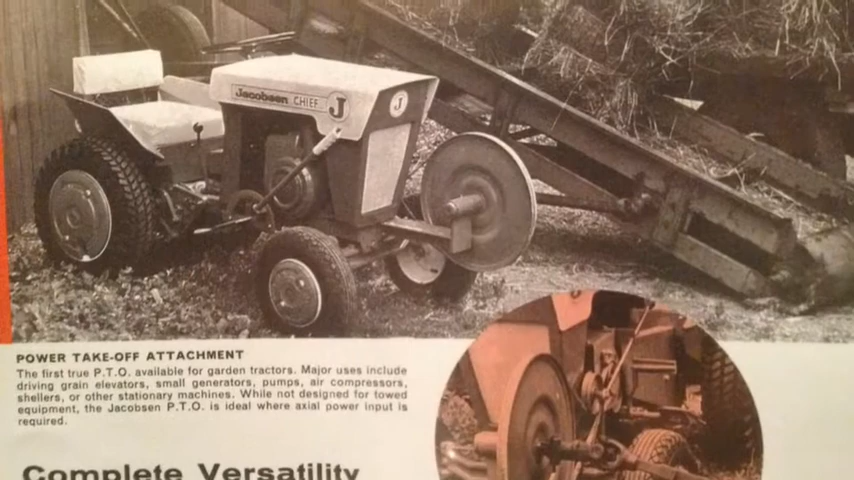 Jacobsen CHIEF J
J
POWER TAKE-OFF ATTACHMENT
The first true P.T.O. available for garden tractors. Major uses include
driving grain elevators, small generators, pumps, air compressors,
shellers, or other stationary machines. While not designed for towed
equipment, the Jacobsen P.T.O. is ideal where axial power input is
required.
Complete Versatility